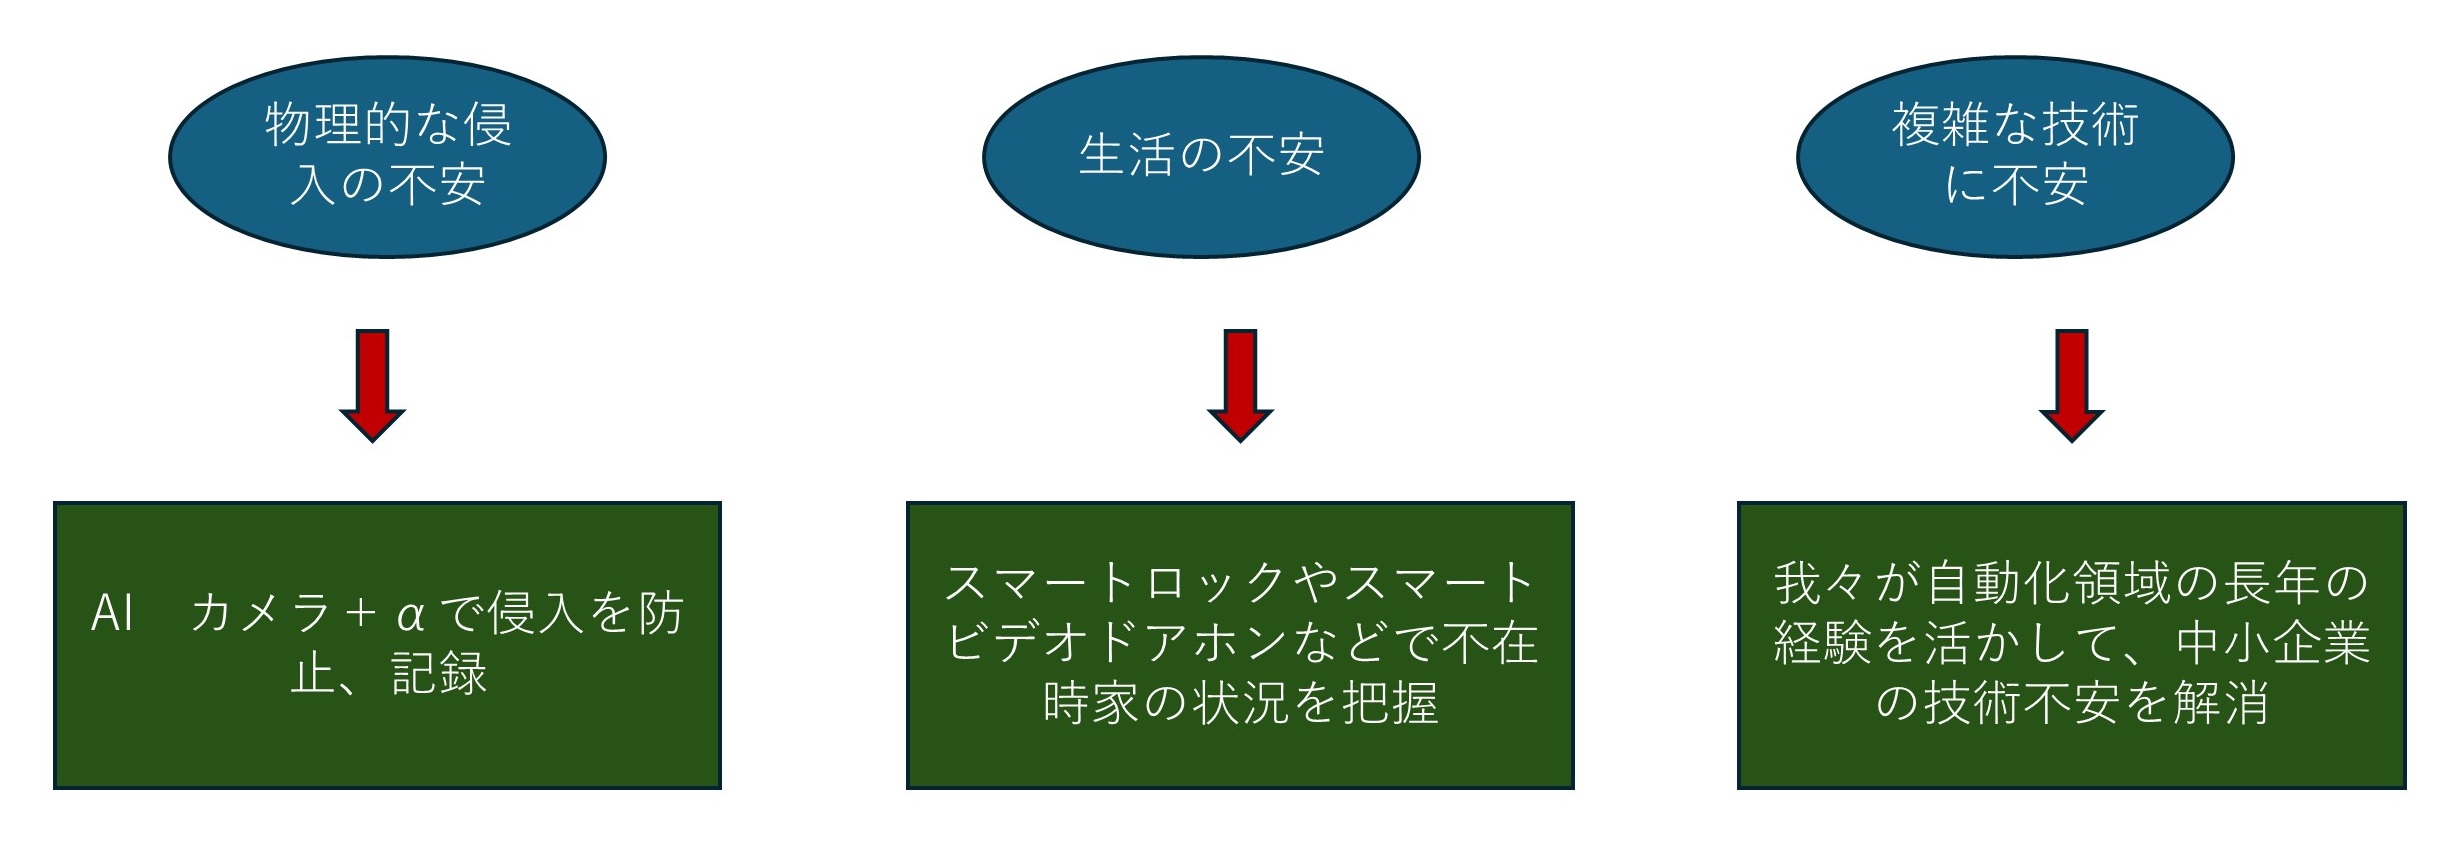 物理的な侵
入の不安
生活の不安
複雑な技術
に不安
AI　カメラ＋αで侵入を防
止、記録
スマートロックやスマート
ビデオドアホンなどで不在
時家の状況を把握
我々が自動化領域の長年の
経験を活かして、中小企業
の技術不安を解消